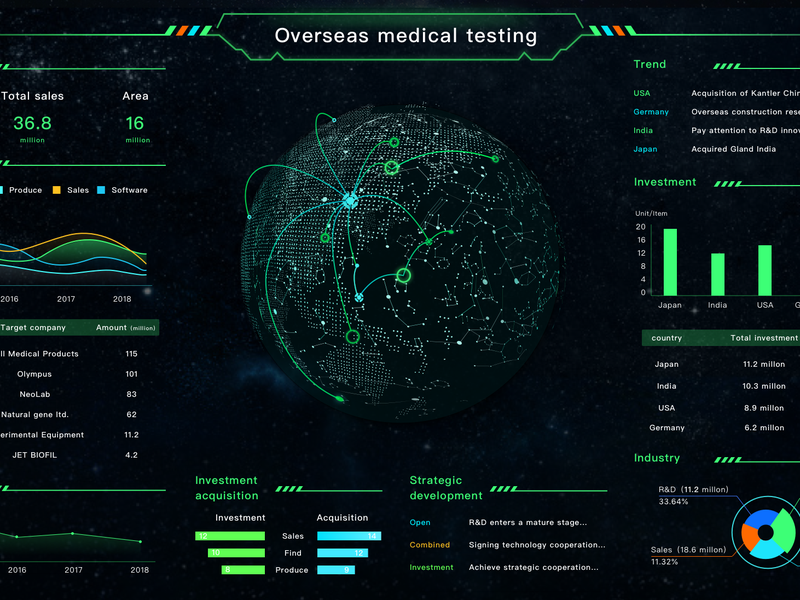 Overseas medical testing
Total sales
Area
36.8
16
million
million
Produce
Sales
Software
2016
2017
2018
Target company
Amount (million)
ll Medical Products
115
Olympus
101
NeoLab
83
Natural gene ltd.
62
erimental Equipment
11.2
JET BIOFIL
4.2
2016
2017
2018
Investment
acquisition
Investment
Acquisition
12
Sales
14
10
Find
12
8
Produce
9
Strategic
development
Open
R&D enters a mature stage...
Combined
Signing technology cooperation...
Investment
Achieve strategic cooperation...
Trend
USA
Acquisition of Kantler Chin
Germany
Overseas construction rese
India
Pay attention to R&D innov
Japan
Acquired Gland India
Investment
Unit/Item
20
16
12
8
4
0
Japan
India
USA
G
country
Total investment
Japan
11.2 millon
India
10.3 millon
USA
8.9 millon
Germany
6.2 millon
Industry
R&D (11.2 millon)
33.64%
Sales (18.6 millon)
11.32%